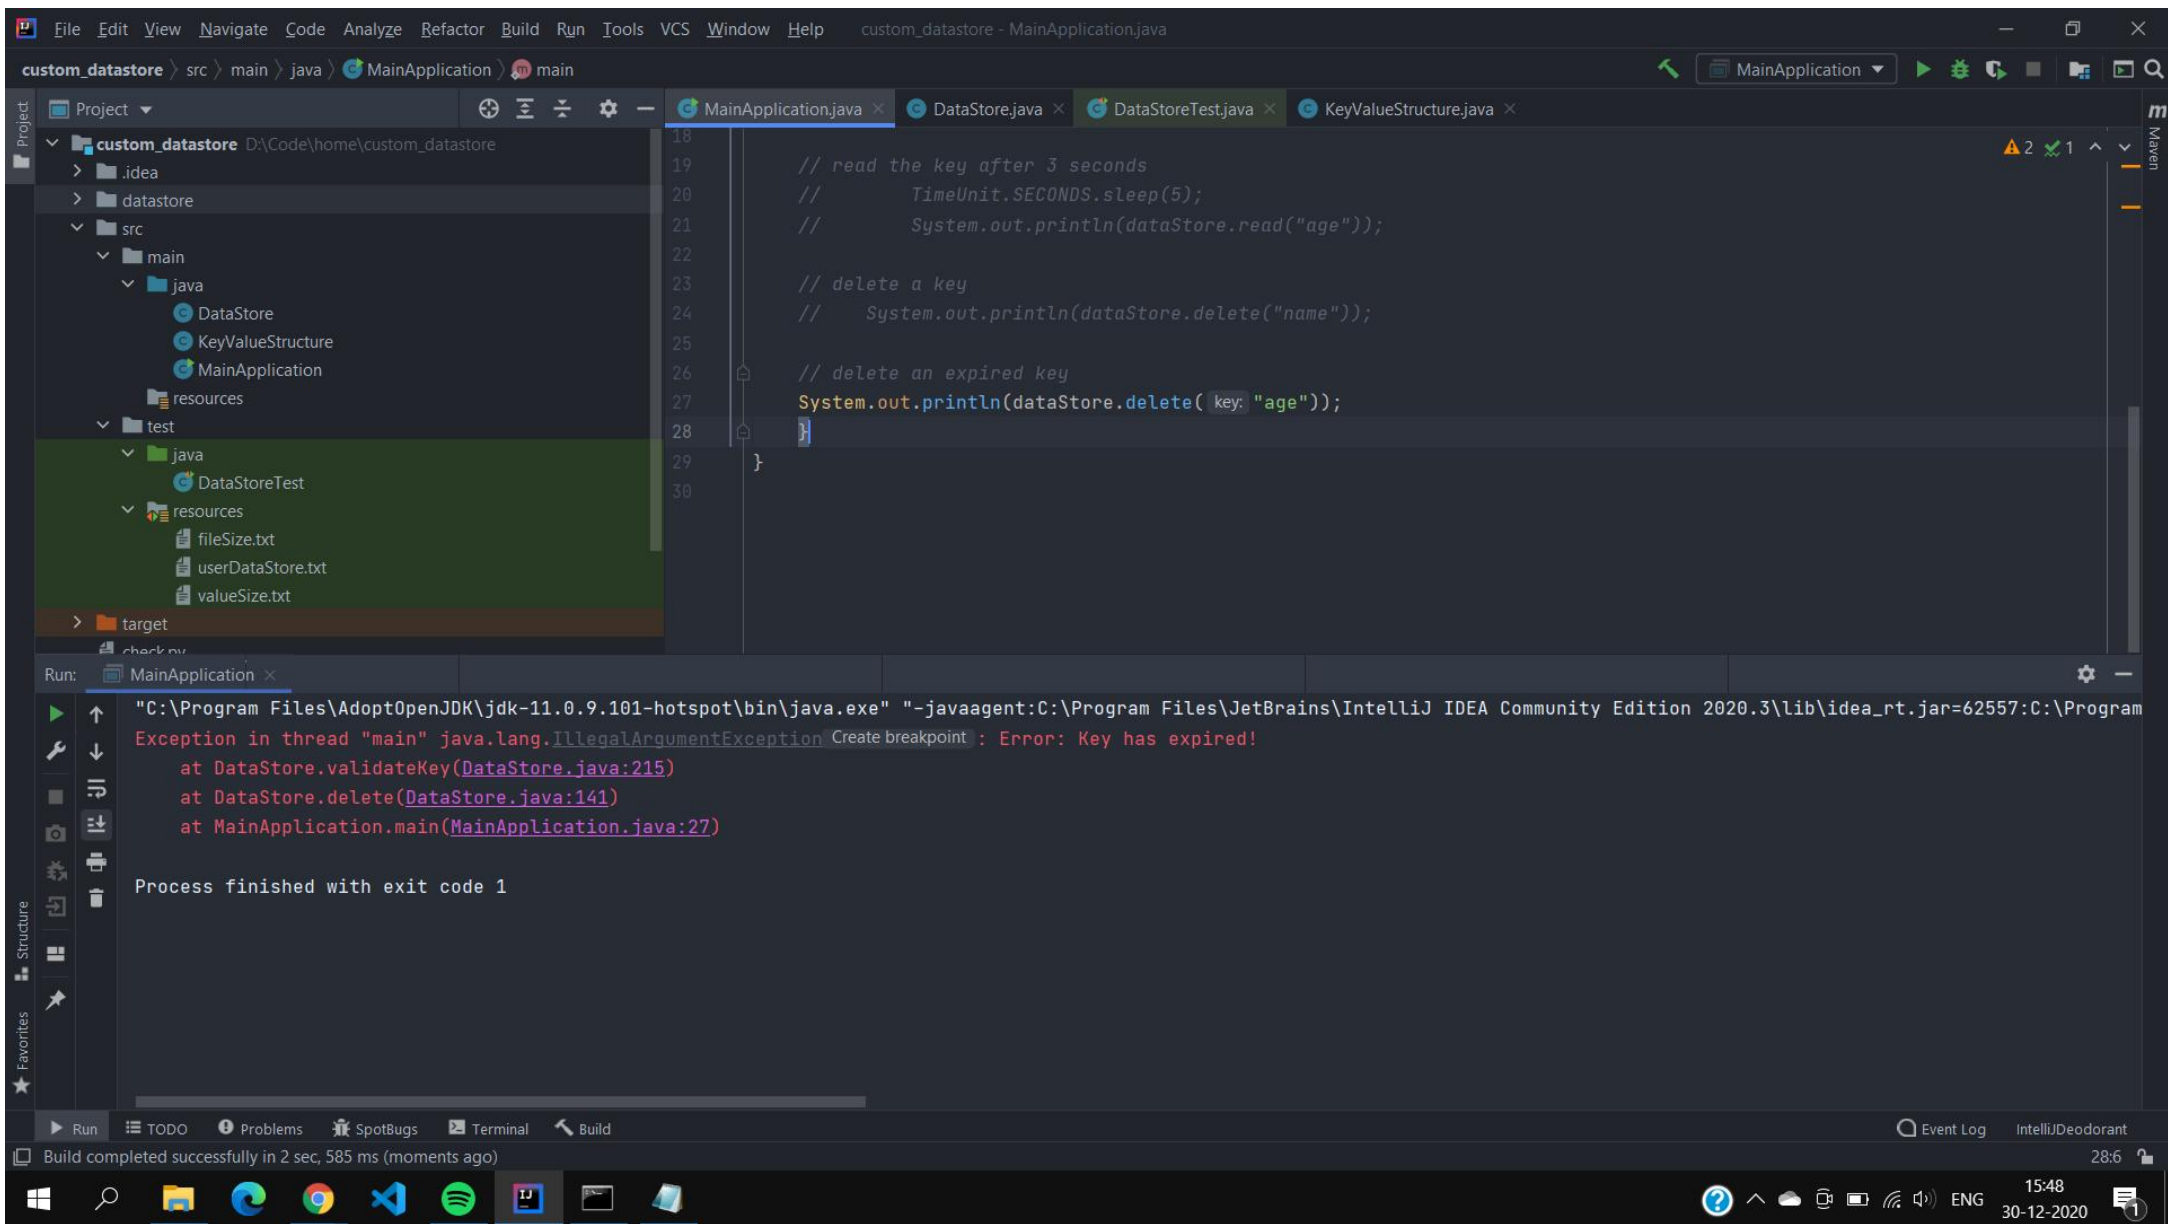 File Edit View Navigate Code Analyze Refactor Build Run Tools VCS Window Help custom_datastore - MainApplication.java
custom_datastore src main java MainApplication main
MainApplication
Project
MainApplication.java DataStore.java DataStoreTest.java KeyValueStructure.java
Project
Maven
custom_datastore D:\Code\home\custom_datastore
.idea
datastore
src
main
java
DataStore
KeyValueStructure
MainApplication
resources
test
java
DataStoreTest
resources
fileSize.txt
userDataStore.txt
valueSize.txt
target
check.py
2 1
18
19 // read the key after 3 seconds
20 // TimeUnit.SECONDS.sleep(5);
21 // System.out.println(dataStore.read("age"));
22
23 // delete a key
24 // System.out.println(dataStore.delete("name"));
25
26 // delete an expired key
27 System.out.println(dataStore.delete( key: "age"));
28 }
29 }
30
Run: MainApplication
"C:\Program Files\AdoptOpenJDK\jdk-11.0.9.101-hotspot\bin\java.exe" "-javaagent:C:\Program Files\JetBrains\IntelliJ IDEA Community Edition 2020.3\lib\idea_rt.jar=62557:C:\Program
Exception in thread "main" java.lang.IllegalArgumentException Create breakpoint : Error: Key has expired!
at DataStore.validateKey(DataStore.java:215)
at DataStore.delete(DataStore.java:141)
at MainApplication.main(MainApplication.java:27)
Process finished with exit code 1
Structure
Favorites
Run TODO Problems SpotBugs Terminal Build Event Log IntelliJDeodorant
Build completed successfully in 2 sec, 585 ms (moments ago) 28:6
ENG 15:48
30-12-2020
1